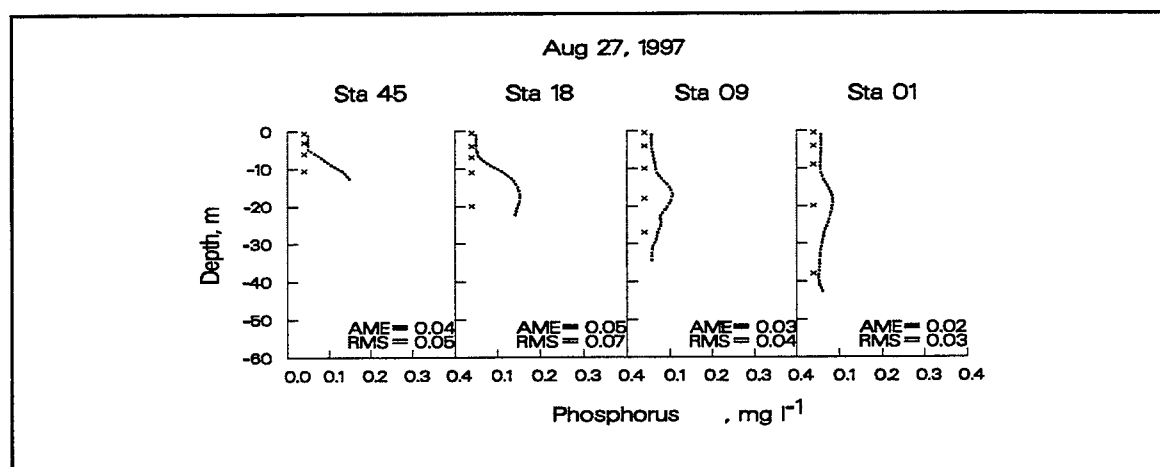 Aug 27, 1997
Sta 45 Sta 18 Sta 09 Sta 01
0
-10
-20
-30
-40
-50
-60
Depth, m
AME= 0.04
RMS= 0.05
AME= 0.05
RMS= 0.07
AME= 0.03
RMS= 0.04
AME= 0.02
RMS= 0.03
0.0 0.1 0.2 0.3 0.4 0.1 0.2 0.3 0.4 0.1 0.2 0.3 0.4 0.1 0.2 0.3 0.4
Phosphorus , mg l⁻¹